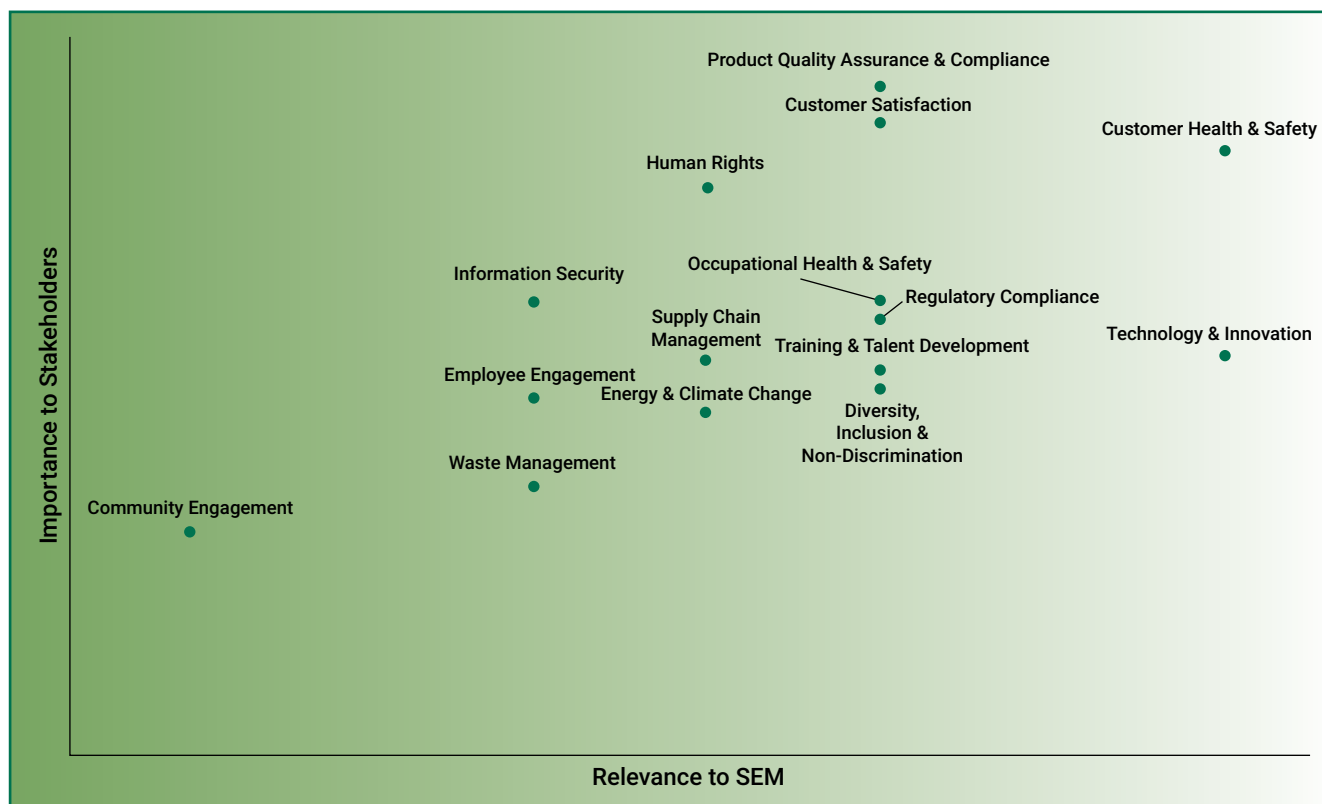 Product Quality Assurance & Compliance
Customer Satisfaction
Customer Health & Safety
Human Rights
Occupational Health & Safety
Information Security
Regulatory Compliance
Supply Chain
Management
Technology & Innovation
Training & Talent Development
Employee Engagement
Energy & Climate Change
Diversity,
Inclusion &
Non-Discrimination
Waste Management
Community Engagement
Importance to Stakeholders
Relevance to SEM